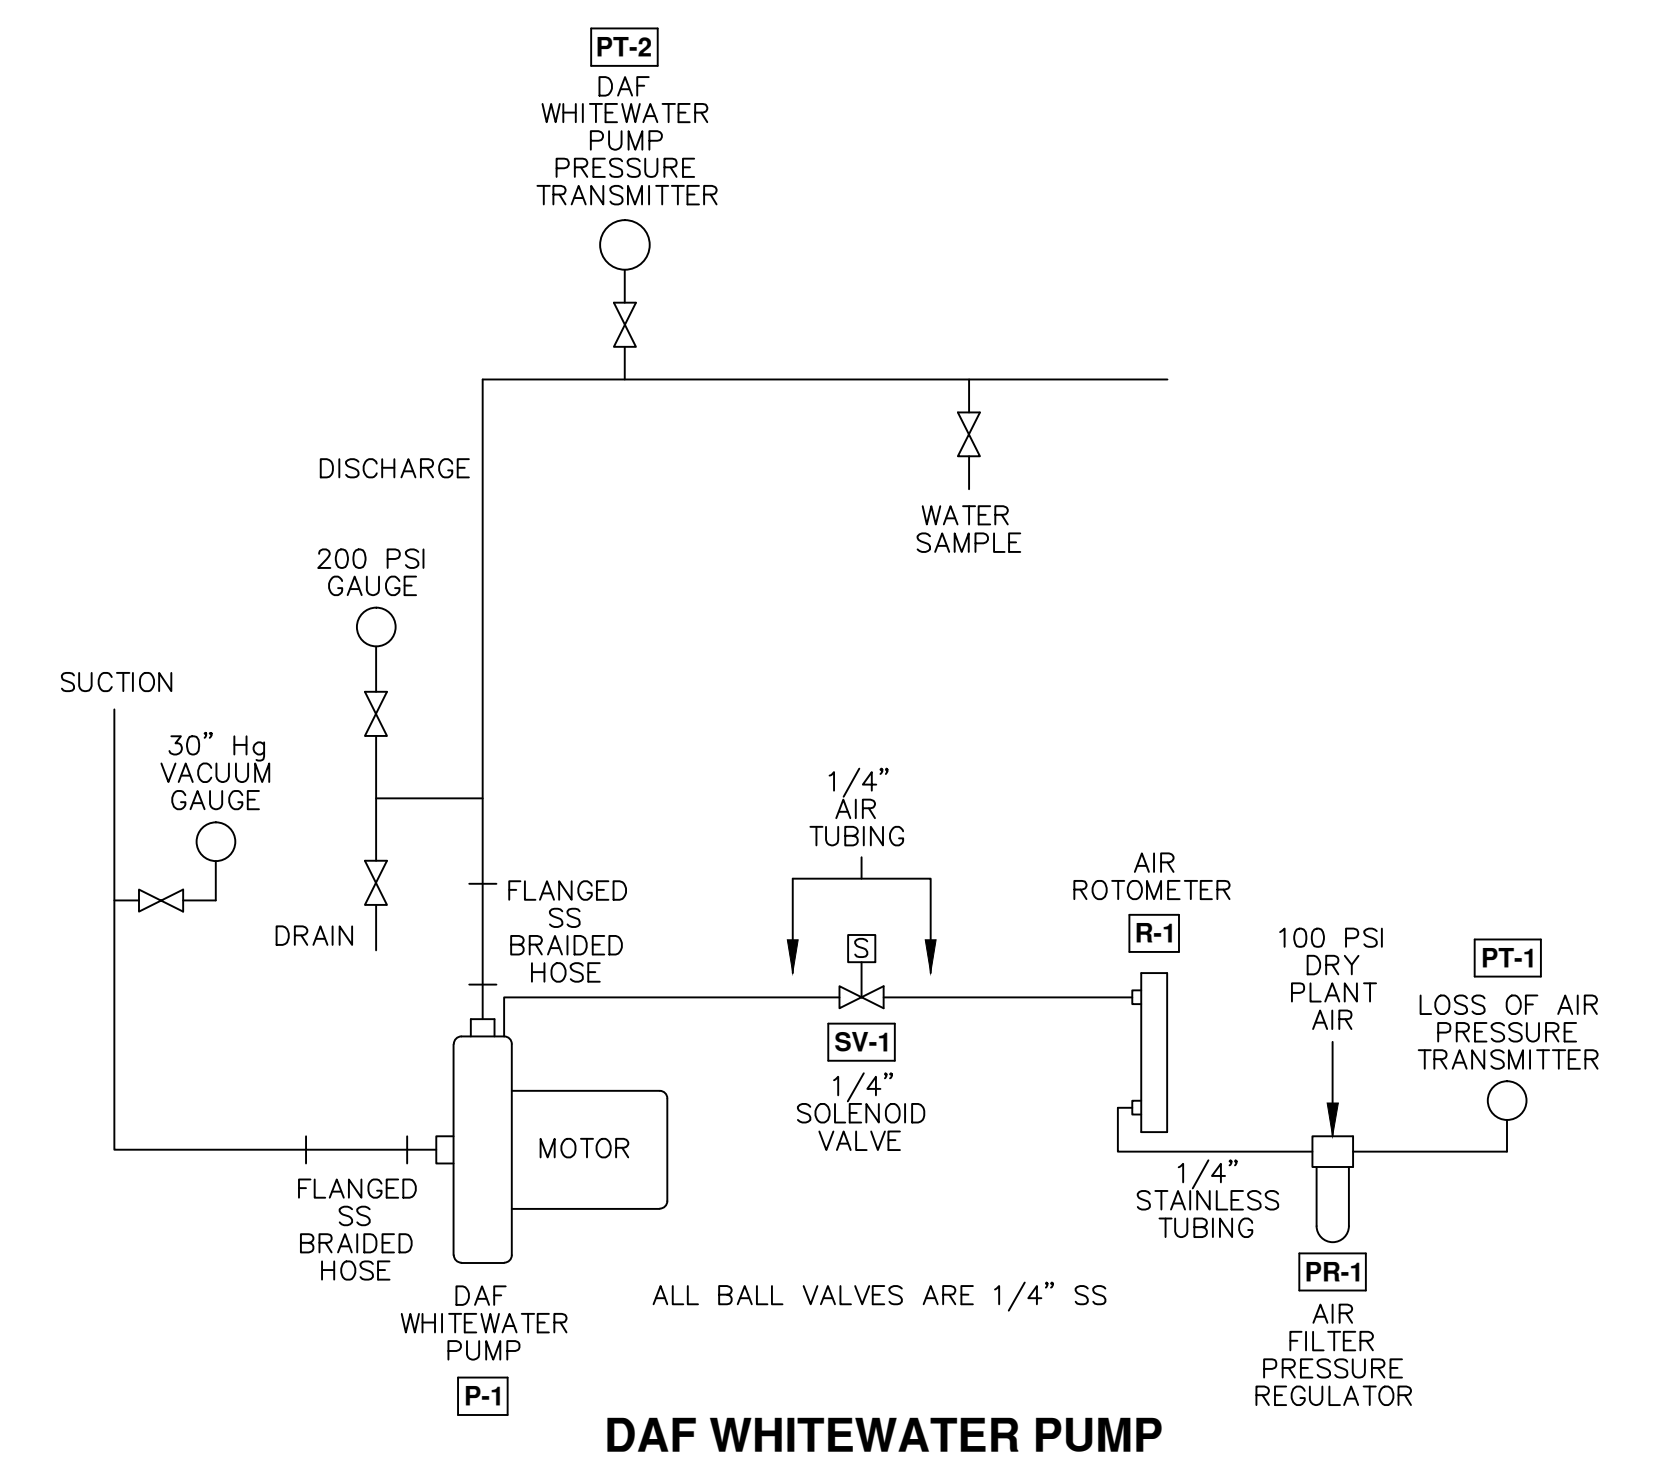 PT-2
DAF
WHITEWATER
PUMP
PRESSURE
TRANSMITTER
DISCHARGE
WATER
SAMPLE
200 PSI
GAUGE
SUCTION
30” Hg
VACUUM
GAUGE
DRAIN
FLANGED
SS
BRAIDED
HOSE
1/4”
AIR
TUBING
S
SV-1
1/4”
SOLENOID
VALVE
AIR
ROTOMETER
R-1
100 PSI
DRY
PLANT
AIR
PT-1
LOSS OF AIR
PRESSURE
TRANSMITTER
MOTOR
FLANGED
SS
BRAIDED
HOSE
1/4”
STAINLESS
TUBING
PR-1
AIR
FILTER
PRESSURE
REGULATOR
DAF
WHITEWATER
PUMP
P-1
ALL BALL VALVES ARE 1/4” SS
DAF WHITEWATER PUMP